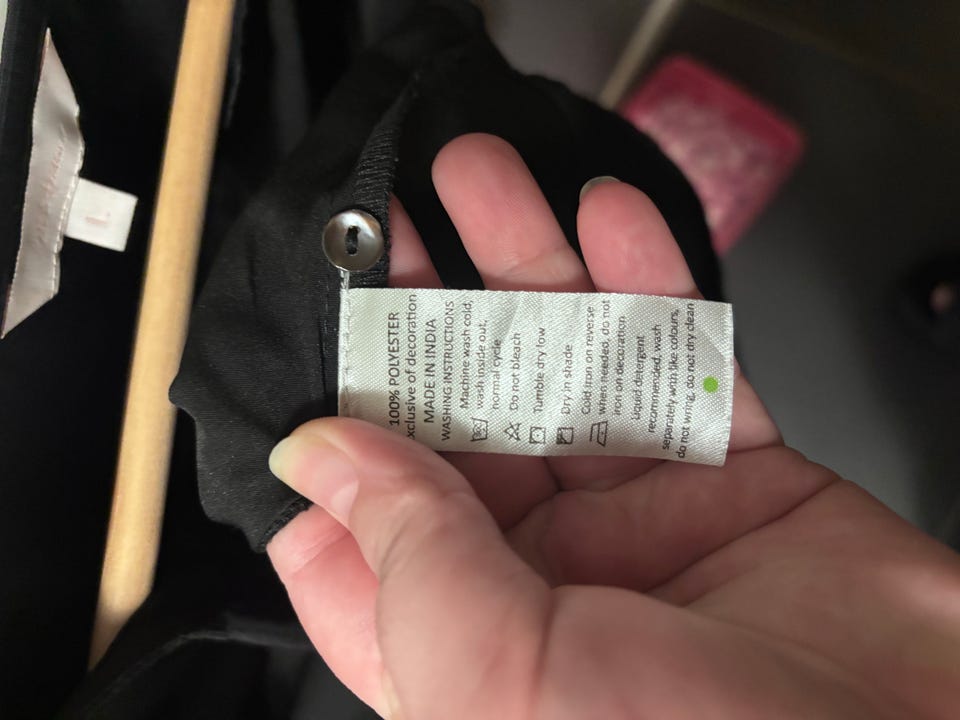 100% POLYESTER
exclusive of decoration
MADE IN INDIA
WASHING INSTRUCTIONS
Machine wash cold,
wash inside out,
normal cycle
Do not bleach
Tumble dry low
Dry in shade
Cold iron on reverse
when needed, do not
iron on decoration
Liquid detergent
recommended, wash
separately with like colours,
do not wring, do not dry clean
L